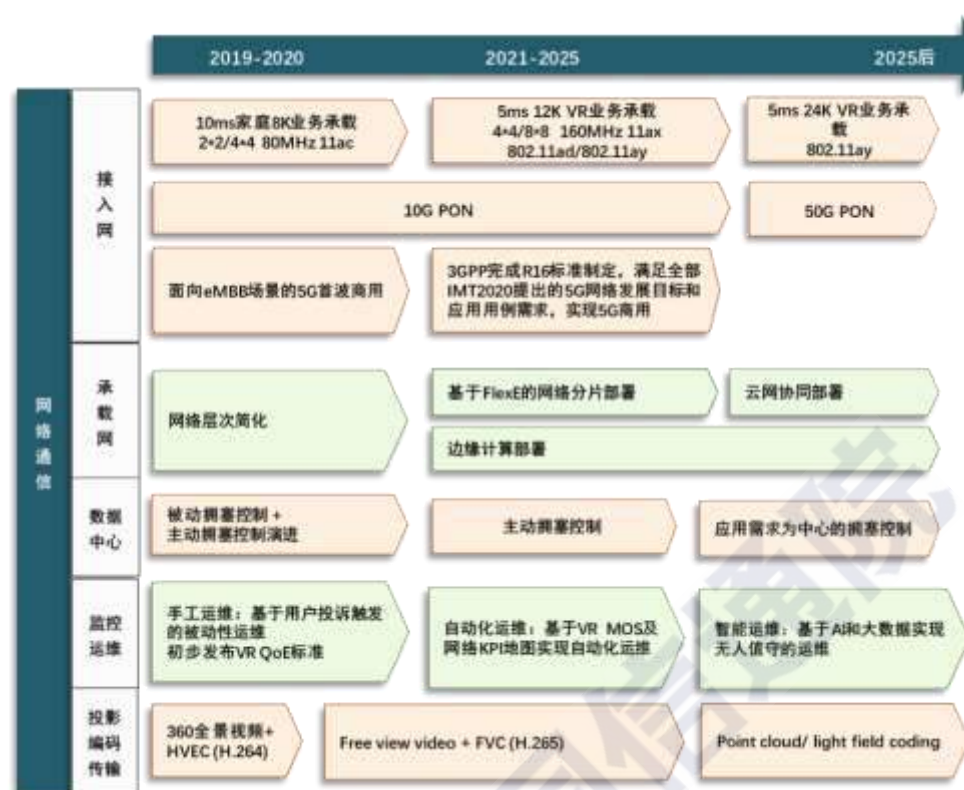 2019-2020
2021-2025
2025后
网络通信
接入网
10ms家庭8K业务承载
2*2/4*4 80MHz 11ac
5ms 12K VR业务承载
4*4/8*8 160MHz 11ax
802.11ad/802.11ay
5ms 24K VR业务承
载
802.11ay
10G PON
50G PON
面向eMBB场景的5G首波商用
3GPP完成R16标准制定，满足全部
IMT2020提出的5G网络发展目标和
应用用例需求，实现5G商用
承载网
网络层次简化
基于FlexE的网络分片部署
云网协同部署
边缘计算部署
数据
中心
被动拥塞控制 +
主动拥塞控制演进
主动拥塞控制
应用需求为中心的拥塞控制
监控
运维
手工运维：基于用户投诉触发
的被动性运维
初步发布VR QoE标准
自动化运维：基于VR MOS及
网络KPI地图实现自动化运维
智能运维：基于AI和大数据实现
无人值守的运维
投影
编码
传输
360全景视频+
HVEC (H.264)
Free view video + FVC (H.265)
Point cloud/ light field coding
国信通院